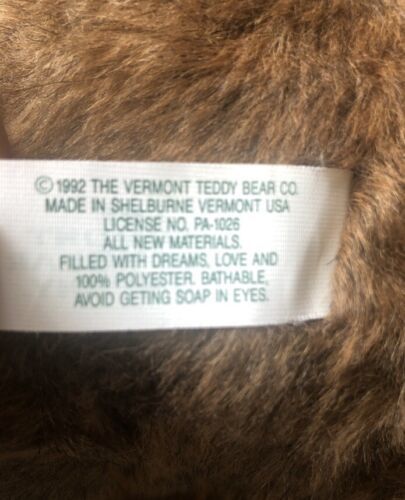 © 1992 THE VERMONT TEDDY BEAR CO.
MADE IN SHELBURNE VERMONT USA
LICENSE NO. PA-1026
ALL NEW MATERIALS.
FILLED WITH DREAMS, LOVE AND
100% POLYESTER. BATHABLE,
AVOID GETING SOAP IN EYES.